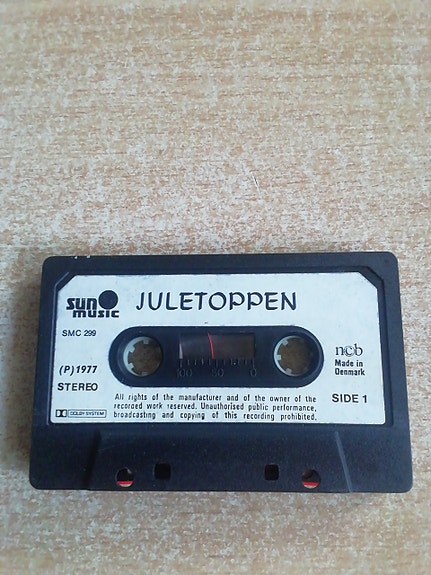 sun music
JULETOPPEN
SMC 299
(P)1977
STEREO
DOLBY SYSTEM
100 50 0
n©b
Made in
Denmark
SIDE 1
All rights of the manufacturer and of the owner of the
recorded work reserved. Unauthorised public performance,
broadcasting and copying of this recording prohibited.